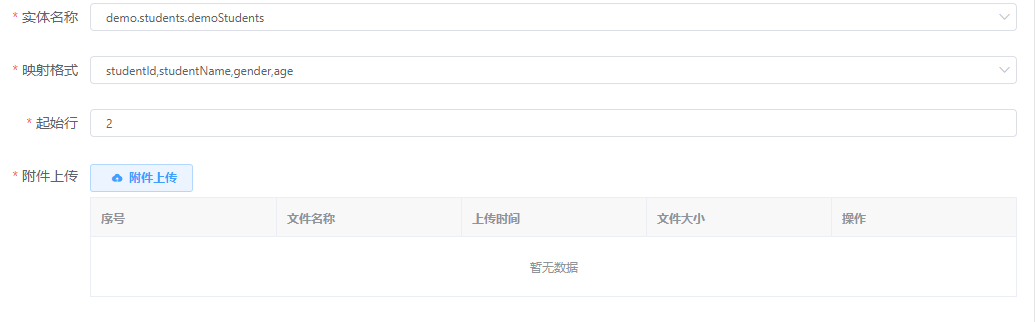 * 实体名称 demo.students.demoStudents
* 映射格式 studentId,studentName,gender,age
* 起始行 2
* 附件上传 附件上传
序号 文件名称 上传时间 文件大小 操作
暂无数据